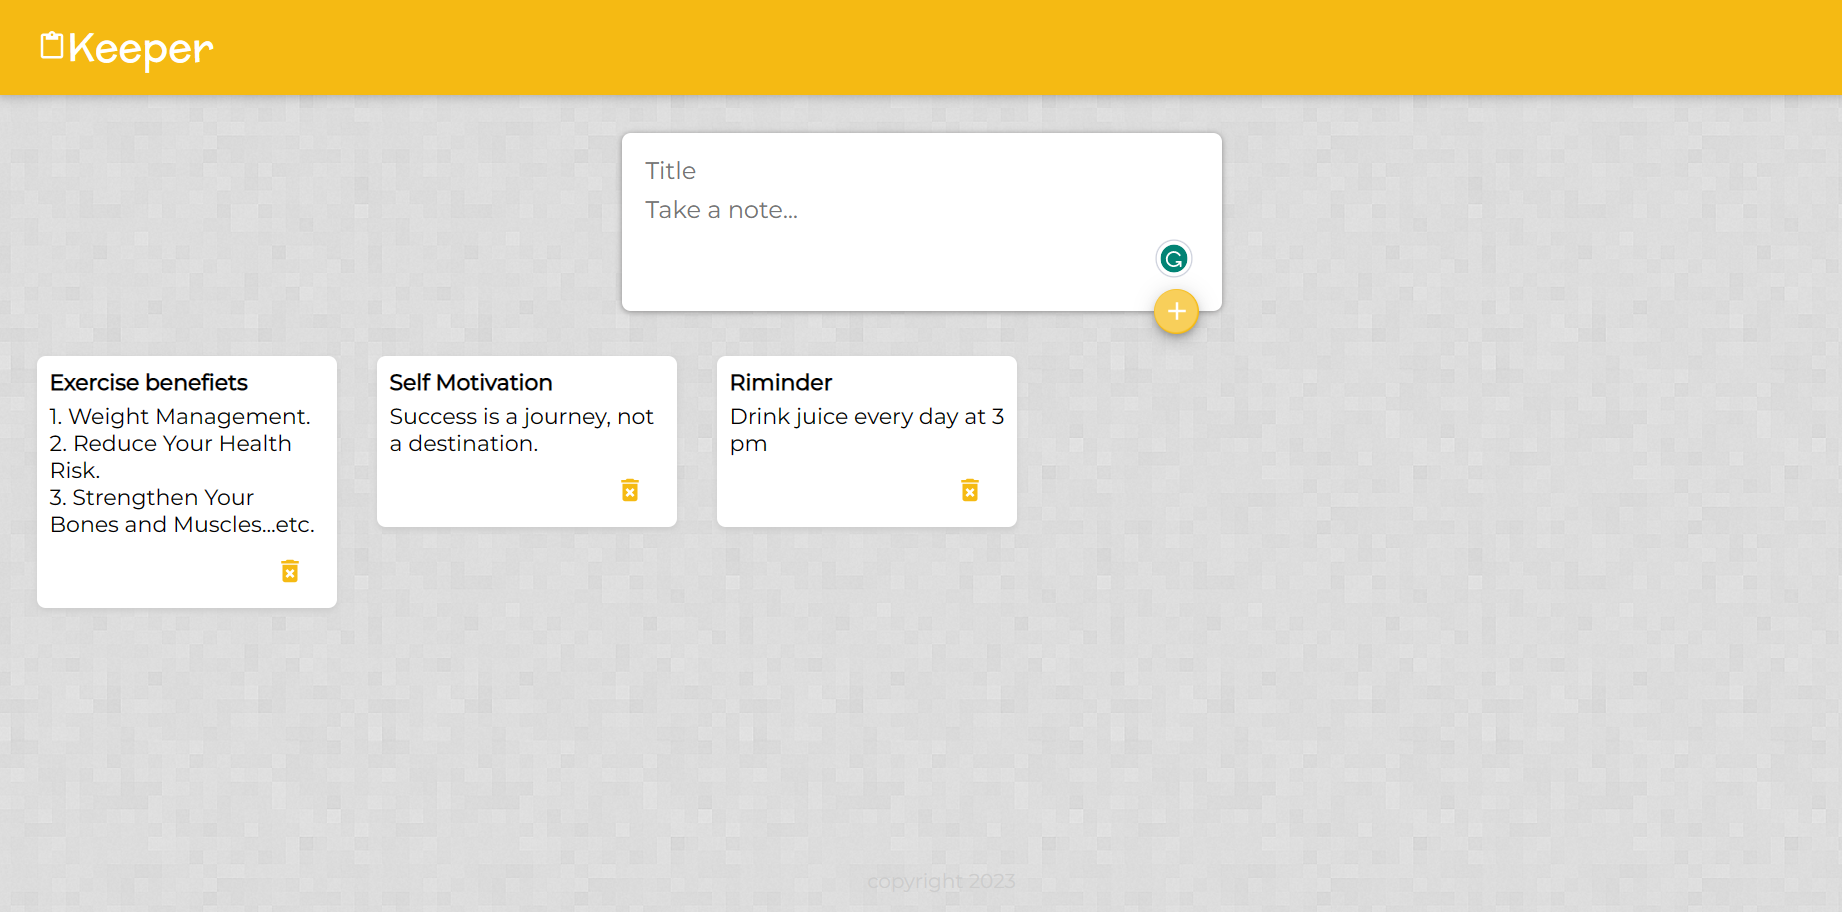 Keeper
Title
Take a note...
Exercise benefiets
1. Weight Management.
2. Reduce Your Health
Risk.
3. Strengthen Your
Bones and Muscles...etc.
Self Motivation
Success is a journey, not
a destination.
Riminder
Drink juice every day at 3
pm
copyright 2023